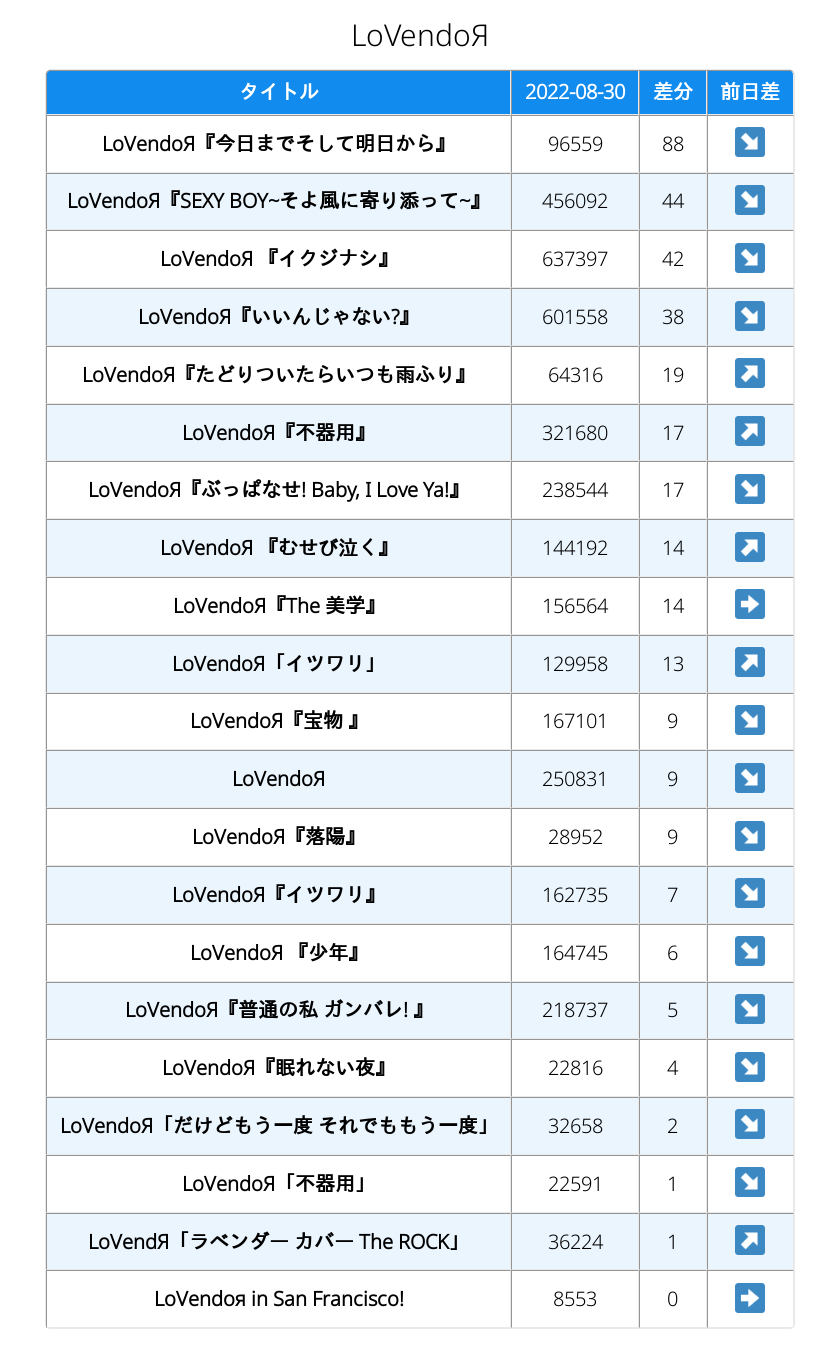 LoVendoЯ
タイトル 2022-08-30 差分 前日差
LoVendoЯ『今日までそして明日から』 96559 88 ↘
LoVendoЯ『SEXY BOY~そよ風に寄り添って~』 456092 44 ↘
LoVendoЯ 『イクジナシ』 637397 42 ↘
LoVendoЯ『いいんじゃない?』 601558 38 ↘
LoVendoЯ『たどりついたらいつも雨ふり』 64316 19 ↗
LoVendoЯ『不器用』 321680 17 ↗
LoVendoЯ『ぶっぱなせ! Baby, I Love Ya!』 238544 17 ↘
LoVendoЯ 『むせび泣く』 144192 14 ↗
LoVendoЯ『The 美学』 156564 14 →
LoVendoЯ「イツワリ」 129958 13 ↗
LoVendoЯ『宝物 』 167101 9 ↘
LoVendoЯ 250831 9 ↘
LoVendoЯ『落陽』 28952 9 ↘
LoVendoЯ『イツワリ』 162735 7 ↘
LoVendoЯ 『少年』 164745 6 ↘
LoVendoЯ『普通の私 ガンバレ! 』 218737 5 ↘
LoVendoЯ『眠れない夜』 22816 4 ↘
LoVendoЯ「だけどもう一度 それでももう一度」 32658 2 ↘
LoVendoЯ「不器用」 22591 1 ↘
LoVendЯ「ラベンダー カバー The ROCK」 36224 1 ↗
LoVendoя in San Francisco! 8553 0 →